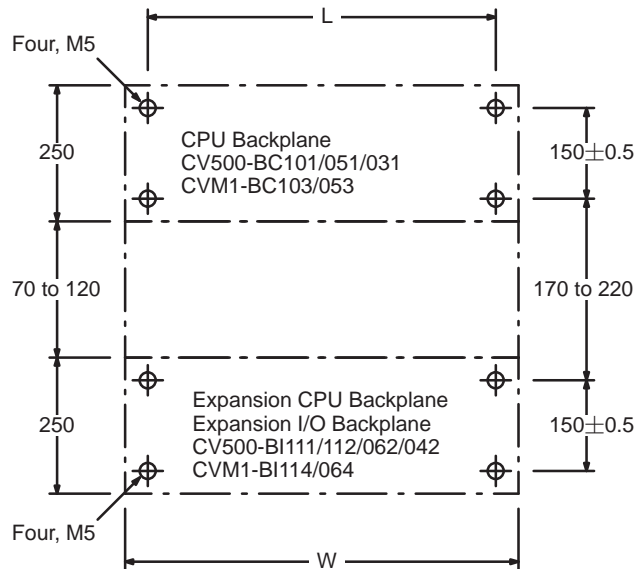 L
Four, M5
250
CPU Backplane
CV500-BC101/051/031
CVM1-BC103/053
150±0.5
70 to 120
170 to 220
250
Expansion CPU Backplane
Expansion I/O Backplane
CV500-BI111/112/062/042
CVM1-BI114/064
150±0.5
Four, M5
W